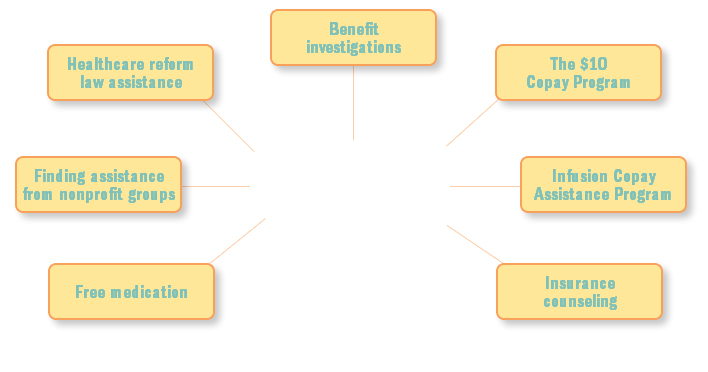 Benefit
investigations
Healthcare reform
law assistance
The $10
Copay Program
Finding assistance
from nonprofit groups
Infusion Copay
Assistance Program
Free medication
Insurance
counseling